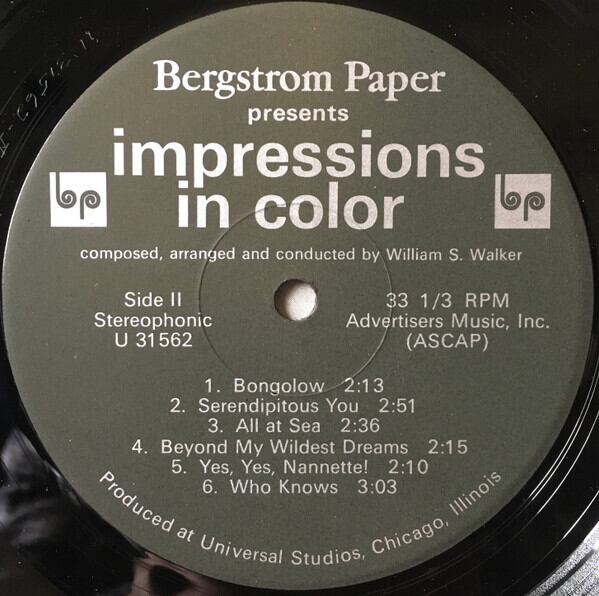 Bergstrom Paper
presents
impressions
in color
bp
bp
composed, arranged and conducted by William S. Walker
Side II
Stereophonic
U 31562
33 1/3 RPM
Advertisers Music, Inc.
(ASCAP)
1. Bongolow 2:13
2. Serendipitous You 2:51
3. All at Sea 2:36
4. Beyond My Wildest Dreams 2:15
5. Yes, Yes, Nannette! 2:10
6. Who Knows 3:03
Produced at Universal Studios, Chicago, Illinois